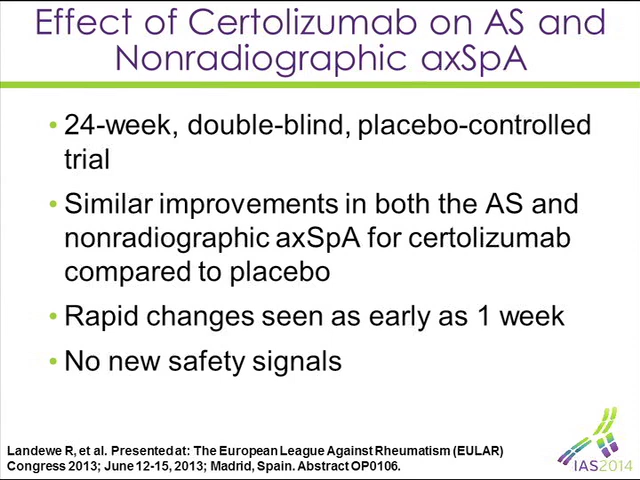 Effect of Certolizumab on AS and
Nonradiographic axSpA
• 24-week, double-blind, placebo-controlled
trial
• Similar improvements in both the AS and
nonradiographic axSpA for certolizumab
compared to placebo
• Rapid changes seen as early as 1 week
• No new safety signals
Landewe R, et al. Presented at: The European League Against Rheumatism (EULAR)
Congress 2013; June 12-15, 2013; Madrid, Spain. Abstract OP0106.
IAS2014